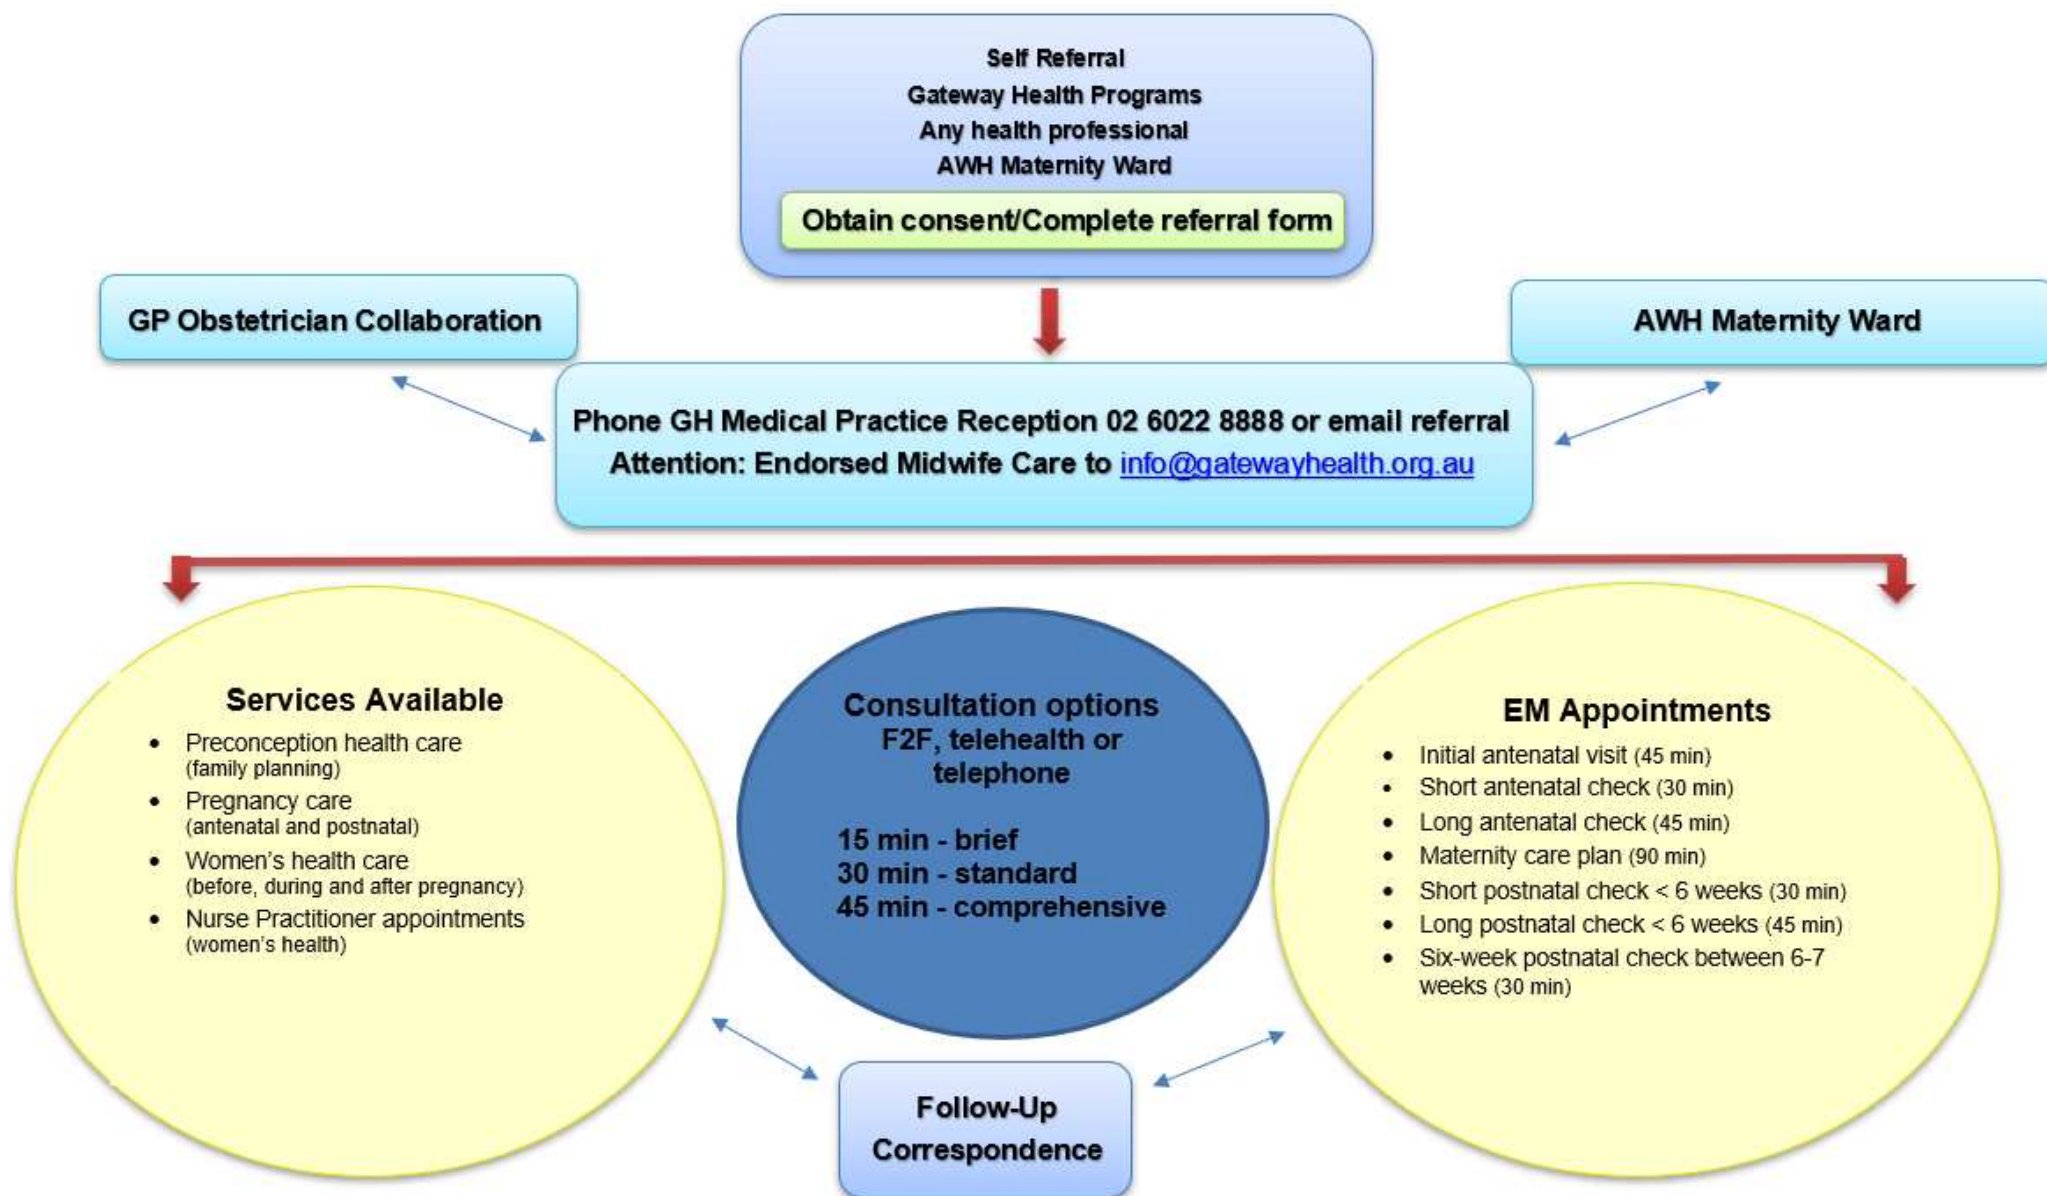 Self Referral
Gateway Health Programs
Any health professional
AWH Maternity Ward
Obtain consent/Complete referral form
GP Obstetrician Collaboration
AWH Maternity Ward
Phone GH Medical Practice Reception 02 6022 8888 or email referral
Attention: Endorsed Midwife Care to info@gatewayhealth.org.au
Services Available
• Preconception health care
(family planning)
• Pregnancy care
(antenatal and postnatal)
• Women's health care
(before, during and after pregnancy)
• Nurse Practitioner appointments
(women's health)
Consultation options
F2F, telehealth or
telephone
15 min - brief
30 min - standard
45 min - comprehensive
EM Appointments
• Initial antenatal visit (45 min)
• Short antenatal check (30 min)
• Long antenatal check (45 min)
• Maternity care plan (90 min)
• Short postnatal check < 6 weeks (30 min)
• Long postnatal check < 6 weeks (45 min)
• Six-week postnatal check between 6-7
weeks (30 min)
Follow-Up
Correspondence